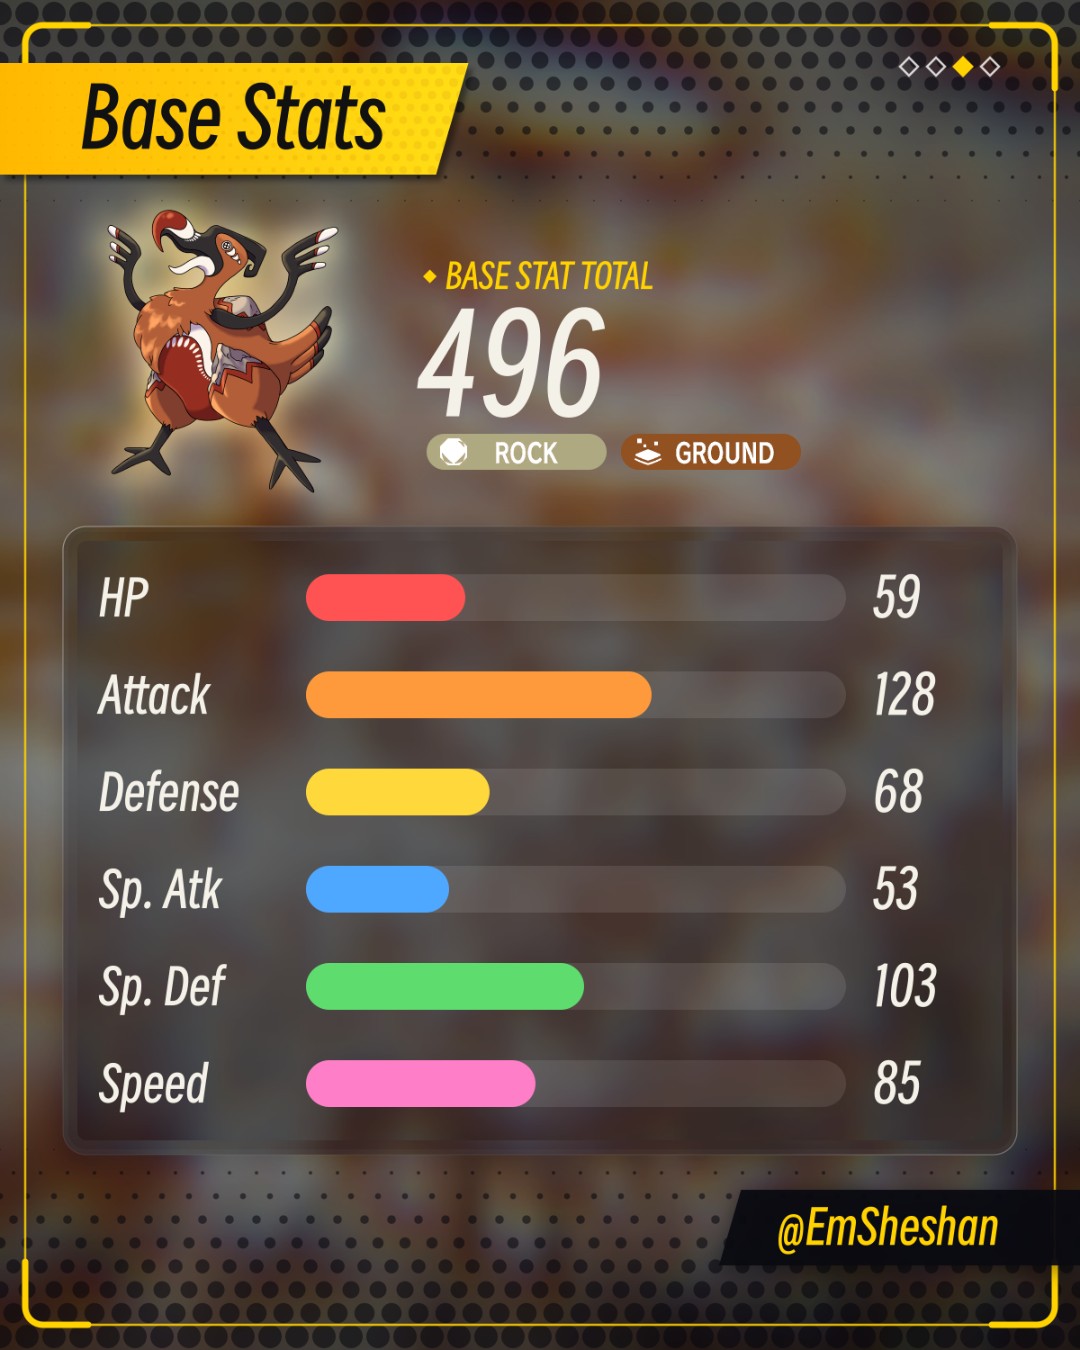 Base Stats
BASE STAT TOTAL
496
ROCK GROUND
HP 59
Attack 128
Defense 68
Sp. Atk 53
Sp. Def 103
Speed 85
@EmSheshan